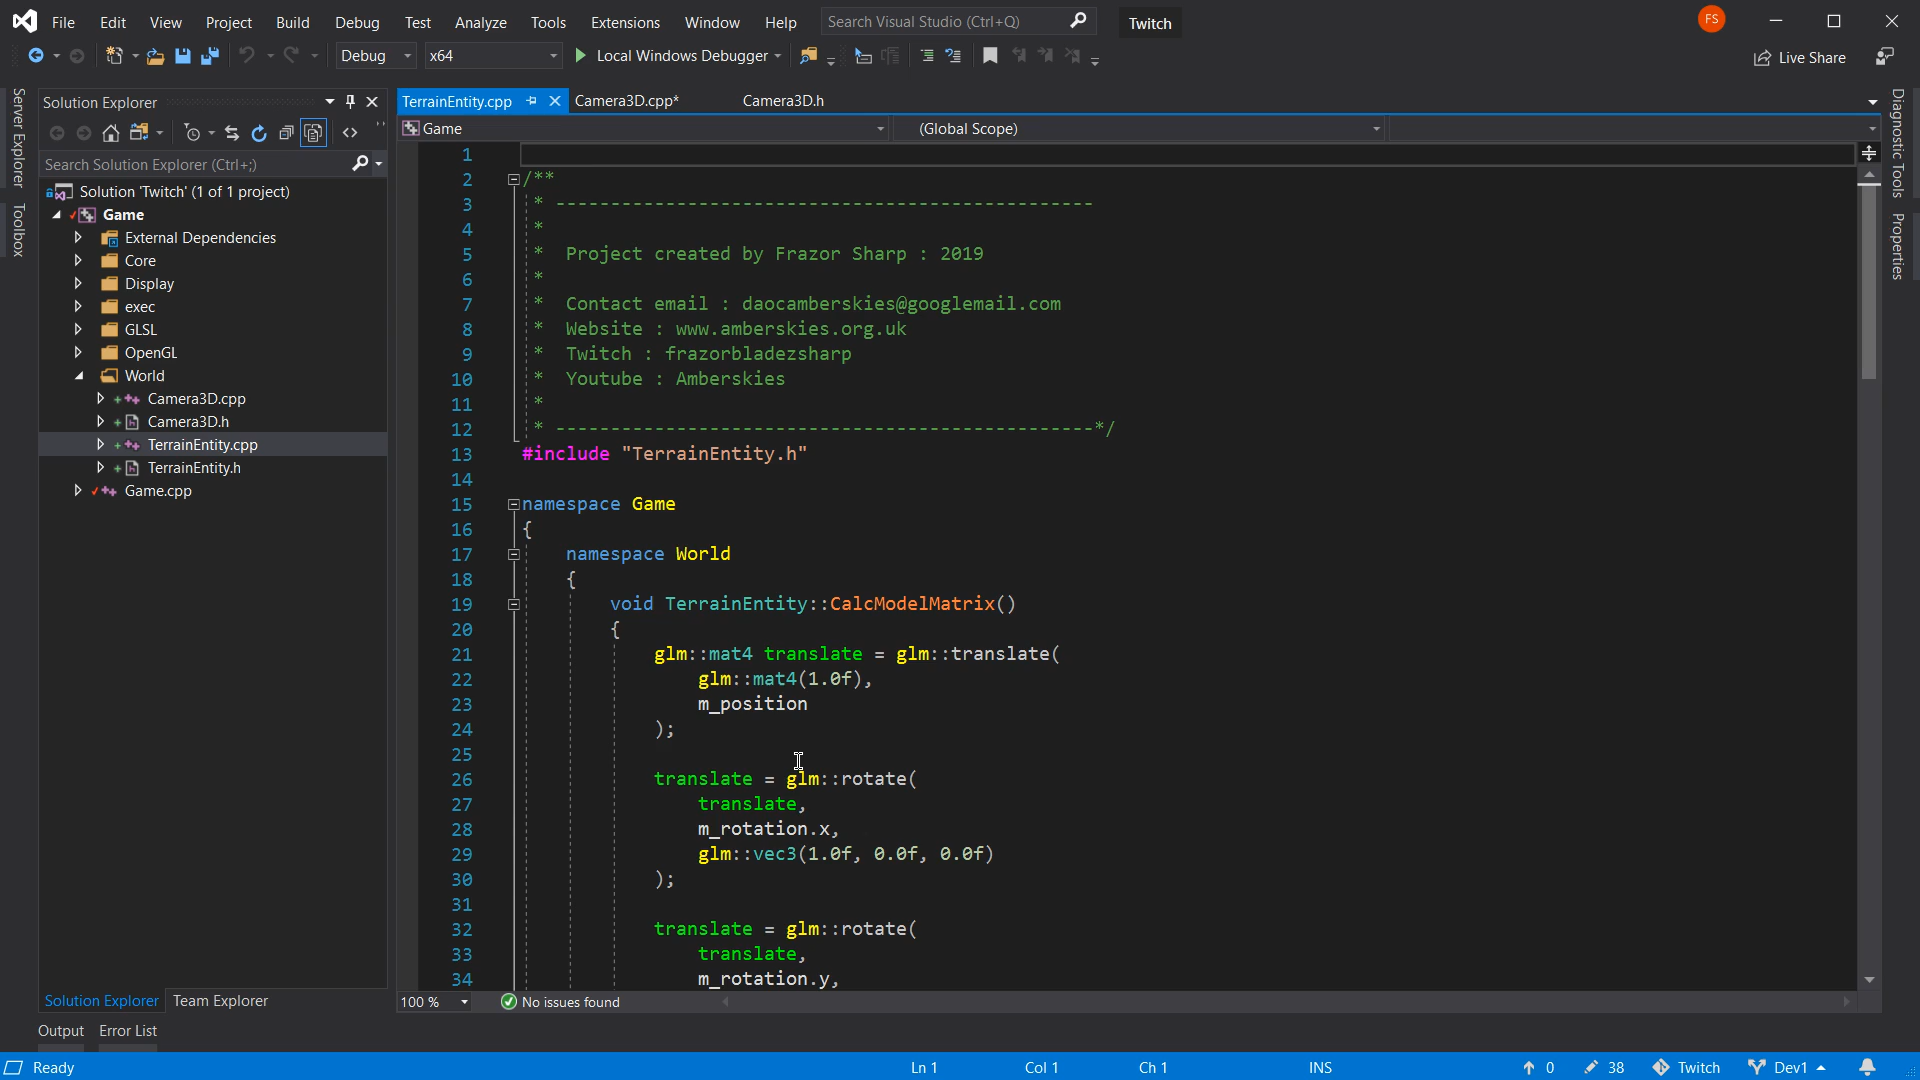 File Edit View Project Build Debug Test Analyze Tools Extensions Window Help Search Visual Studio (Ctrl+Q) Twitch FS
Debug x64 Local Windows Debugger Live Share
Server Explorer
Toolbox
Solution Explorer
Search Solution Explorer (Ctrl+;)
Solution 'Twitch' (1 of 1 project)
Game
External Dependencies
Core
Display
exec
GLSL
OpenGL
World
Camera3D.cpp
Camera3D.h
TerrainEntity.cpp
TerrainEntity.h
Game.cpp
Solution Explorer Team Explorer
TerrainEntity.cpp Camera3D.cpp* Camera3D.h
Game (Global Scope)
1
2 /**
3 * -------------------------------------------------
4 *
5 * Project created by Frazor Sharp : 2019
6 *
7 * Contact email : daocamberskies@googlemail.com
8 * Website : www.amberskies.org.uk
9 * Twitch : frazorbladezsharp
10 * Youtube : Amberskies
11 *
12 * -------------------------------------------------*/
13 #include "TerrainEntity.h"
14
15 namespace Game
16 {
17 namespace World
18 {
19 void TerrainEntity::CalcModelMatrix()
20 {
21 glm::mat4 translate = glm::translate(
22 glm::mat4(1.0f),
23 m_position
24 );
25
26 translate = glm::rotate(
27 translate,
28 m_rotation.x,
29 glm::vec3(1.0f, 0.0f, 0.0f)
30 );
31
32 translate = glm::rotate(
33 translate,
34 m_rotation.y,
100 % No issues found
Diagnostic Tools
Properties
Output Error List
Ready Ln 1 Col 1 Ch 1 INS 0 38 Twitch Dev1